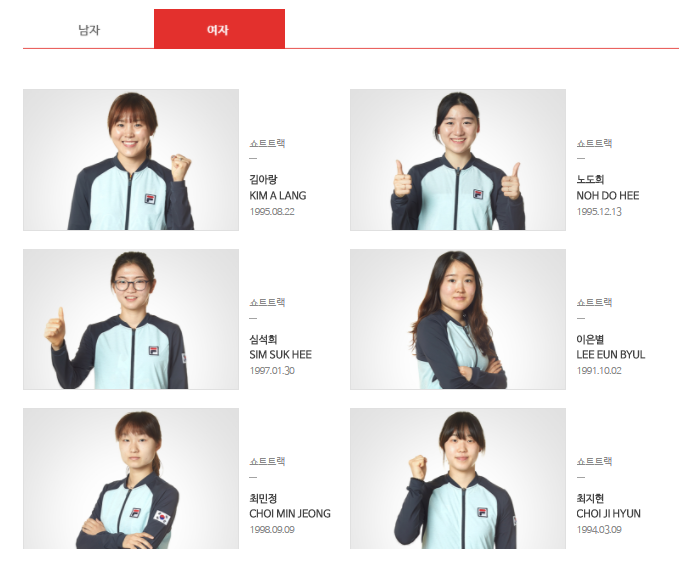 남자
여자
쇼트트랙
김아랑
KIM A LANG
1995.08.22
쇼트트랙
노도희
NOH DO HEE
1995.12.13
쇼트트랙
심석희
SIM SUK HEE
1997.01.30
쇼트트랙
이은별
LEE EUN BYUL
1991.10.02
쇼트트랙
최민정
CHOI MIN JEONG
1998.09.09
쇼트트랙
최지현
CHOI JI HYUN
1994.03.09